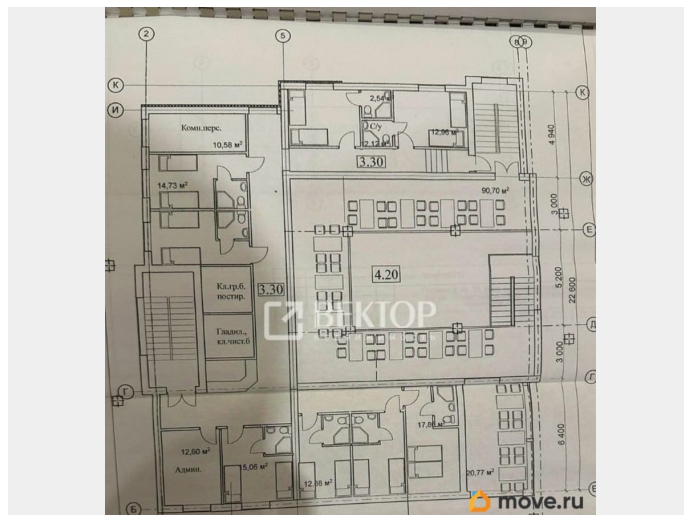 2
5
8
9
К
И
К
2,54 м²
Комн.перс.
10,58 м²
С/у
2,12 м²
12,96 м²
4 940
3.30
14,73 м²
90,70 м²
Ж
3 000
Е
4.20
5 200
22 600
Кл.гр.б.
постир.
3.30
ВЕКТОР
Гладил.,
кл.чист.б
Д
3 000
Г
Г
17,86 м²
6 400
12,60 м²
Админ.
15,06 м²
12,66 м²
20,77 м²
Б
move.ru